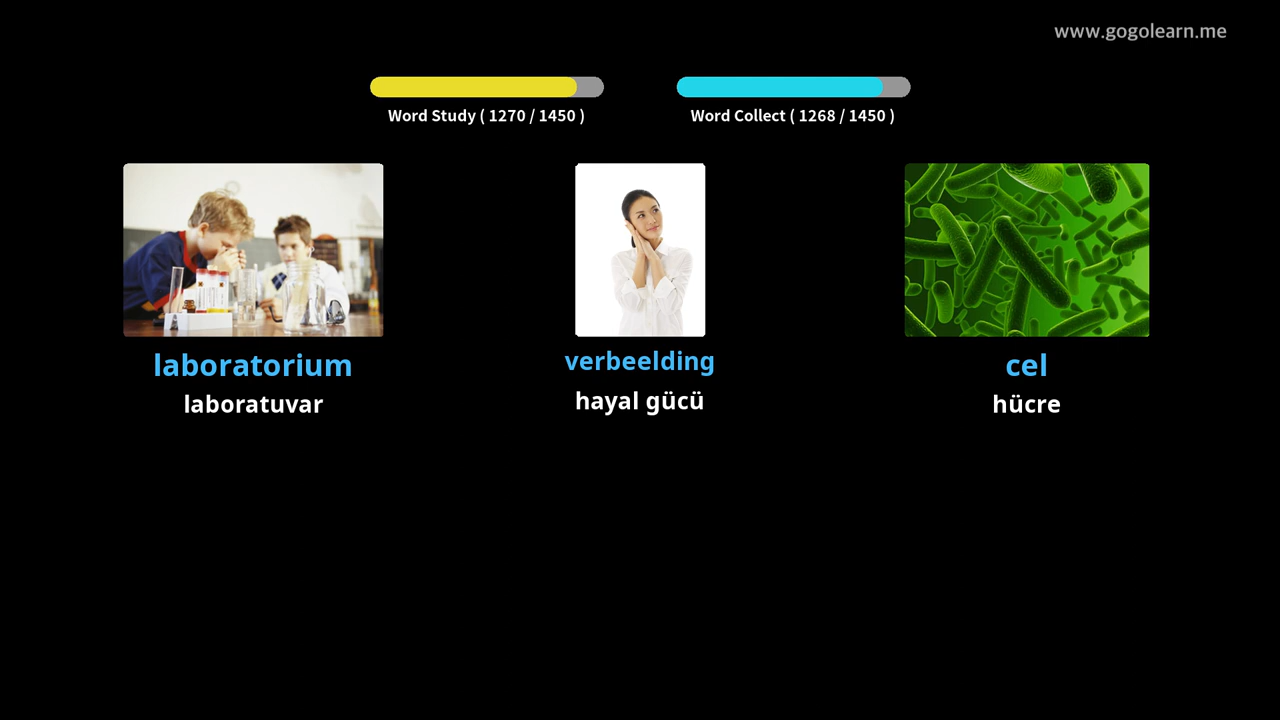 www.gogolearn.me
Word Study ( 1270 / 1450 )
Word Collect ( 1268 / 1450 )
laboratorium
laboratuvar
verbeelding
hayal gücü
cel
hücre